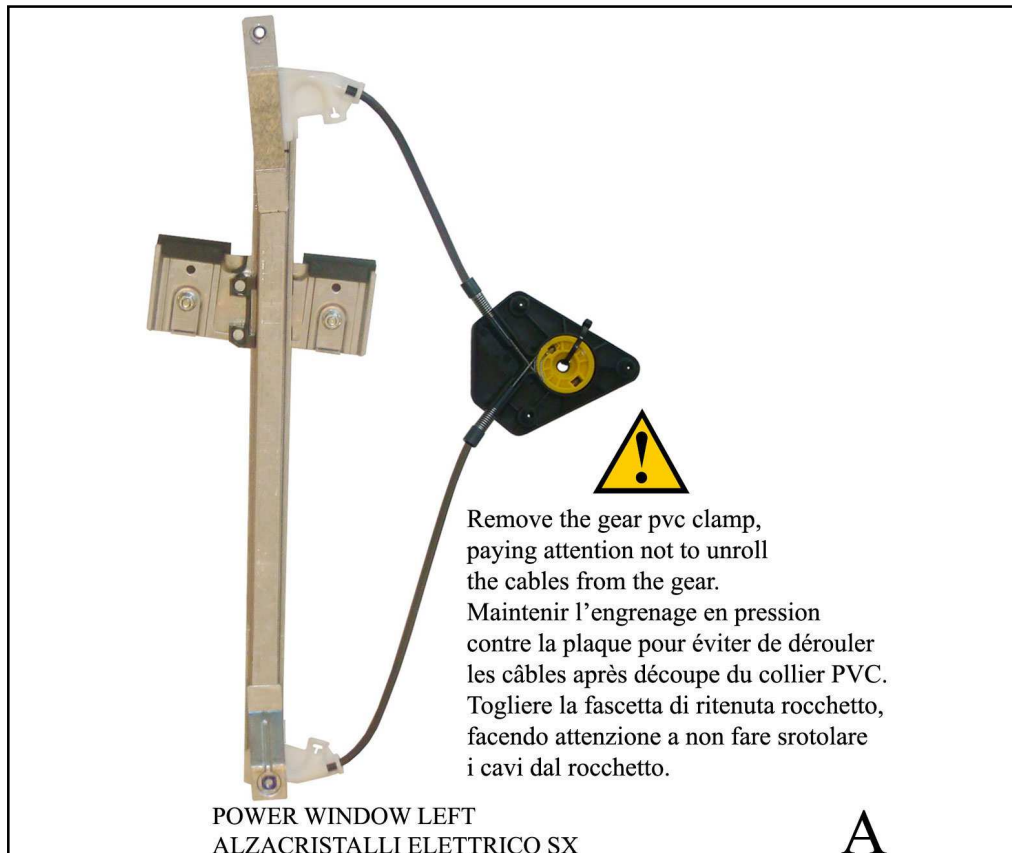 Remove the gear pvc clamp,
paying attention not to unroll
the cables from the gear.
Maintenir l’engrenage en pression
contre la plaque pour éviter de dérouler
les câbles après découpe du collier PVC.
Togliere la fascetta di ritenuta rocchetto,
facendo attenzione a non fare srotolare
i cavi dal rocchetto.
POWER WINDOW LEFT
ALZACRISTALLI ELETTRICO SX
A